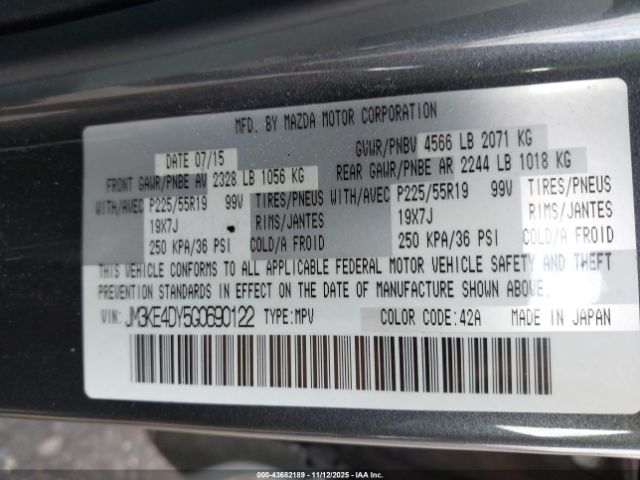 MFD. BY MAZDA MOTOR CORPORATION
DATE 07/15 GVWR/PNBV 4566 LB 2071 KG
FRONT GAWR/PNBE AV 2328 LB 1056 KG REAR GAWR/PNBE AR 2244 LB 1018 KG
WITH/AVEC P225/55R19 99V TIRES/PNEUS WITH/AVEC P225/55R19 99V TIRES/PNEUS
19X7J RIMS/JANTES 19X7J RIMS/JANTES
250 KPA/36 PSI COLD/A FROID 250 KPA/36 PSI COLD/A FROID
THIS VEHICLE CONFORMS TO ALL APPLICABLE FEDERAL MOTOR VEHICLE SAFETY AND THEFT
PREVENTION STANDARDS IN EFFECT ON THE DATE OF MANUFACTURE SHOWN ABOVE.
VIN: JM3KE4DY5G0690122 TYPE:MPV COLOR CODE:42A MADE IN JAPAN
000-43682189 - 11/12/2025 - IAA Inc.